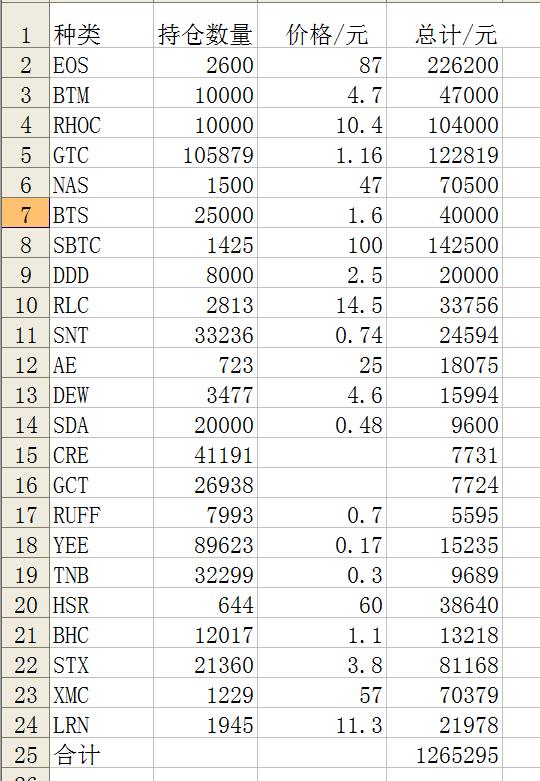 1 种类 持仓数量 价格/元 总计/元
2 EOS 2600 87 226200
3 BTM 10000 4.7 47000
4 RHOC 10000 10.4 104000
5 GTC 105879 1.16 122819
6 NAS 1500 47 70500
7 BTS 25000 1.6 40000
8 SBTC 1425 100 142500
9 DDD 8000 2.5 20000
10 RLC 2813 14.5 33756
11 SNT 33236 0.74 24594
12 AE 723 25 18075
13 DEW 3477 4.6 15994
14 SDA 20000 0.48 9600
15 CRE 41191 7731
16 GCT 26938 7724
17 RUFF 7993 0.7 5595
18 YEE 89623 0.17 15235
19 TNB 32299 0.3 9689
20 HSR 644 60 38640
21 BHC 12017 1.1 13218
22 STX 21360 3.8 81168
23 XMC 1229 57 70379
24 LRN 1945 11.3 21978
25 合计 1265295